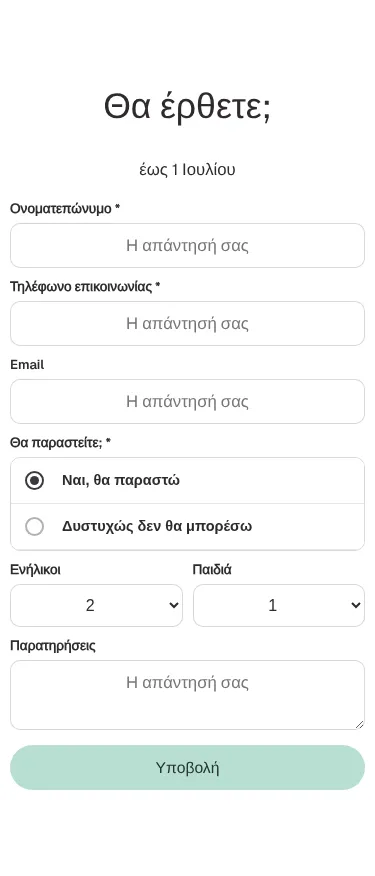 Θα έρθετε;
έως 1 Ιουλίου
Ονοματεπώνυμο *
Η απάντησή σας
Τηλέφωνο επικοινωνίας *
Η απάντησή σας
Email
Η απάντησή σας
Θα παραστείτε; *
Ναι, θα παραστώ
Δυστυχώς δεν θα μπορέσω
Ενήλικοι Παιδιά
2 1
Παρατηρήσεις
Η απάντησή σας
Υποβολή